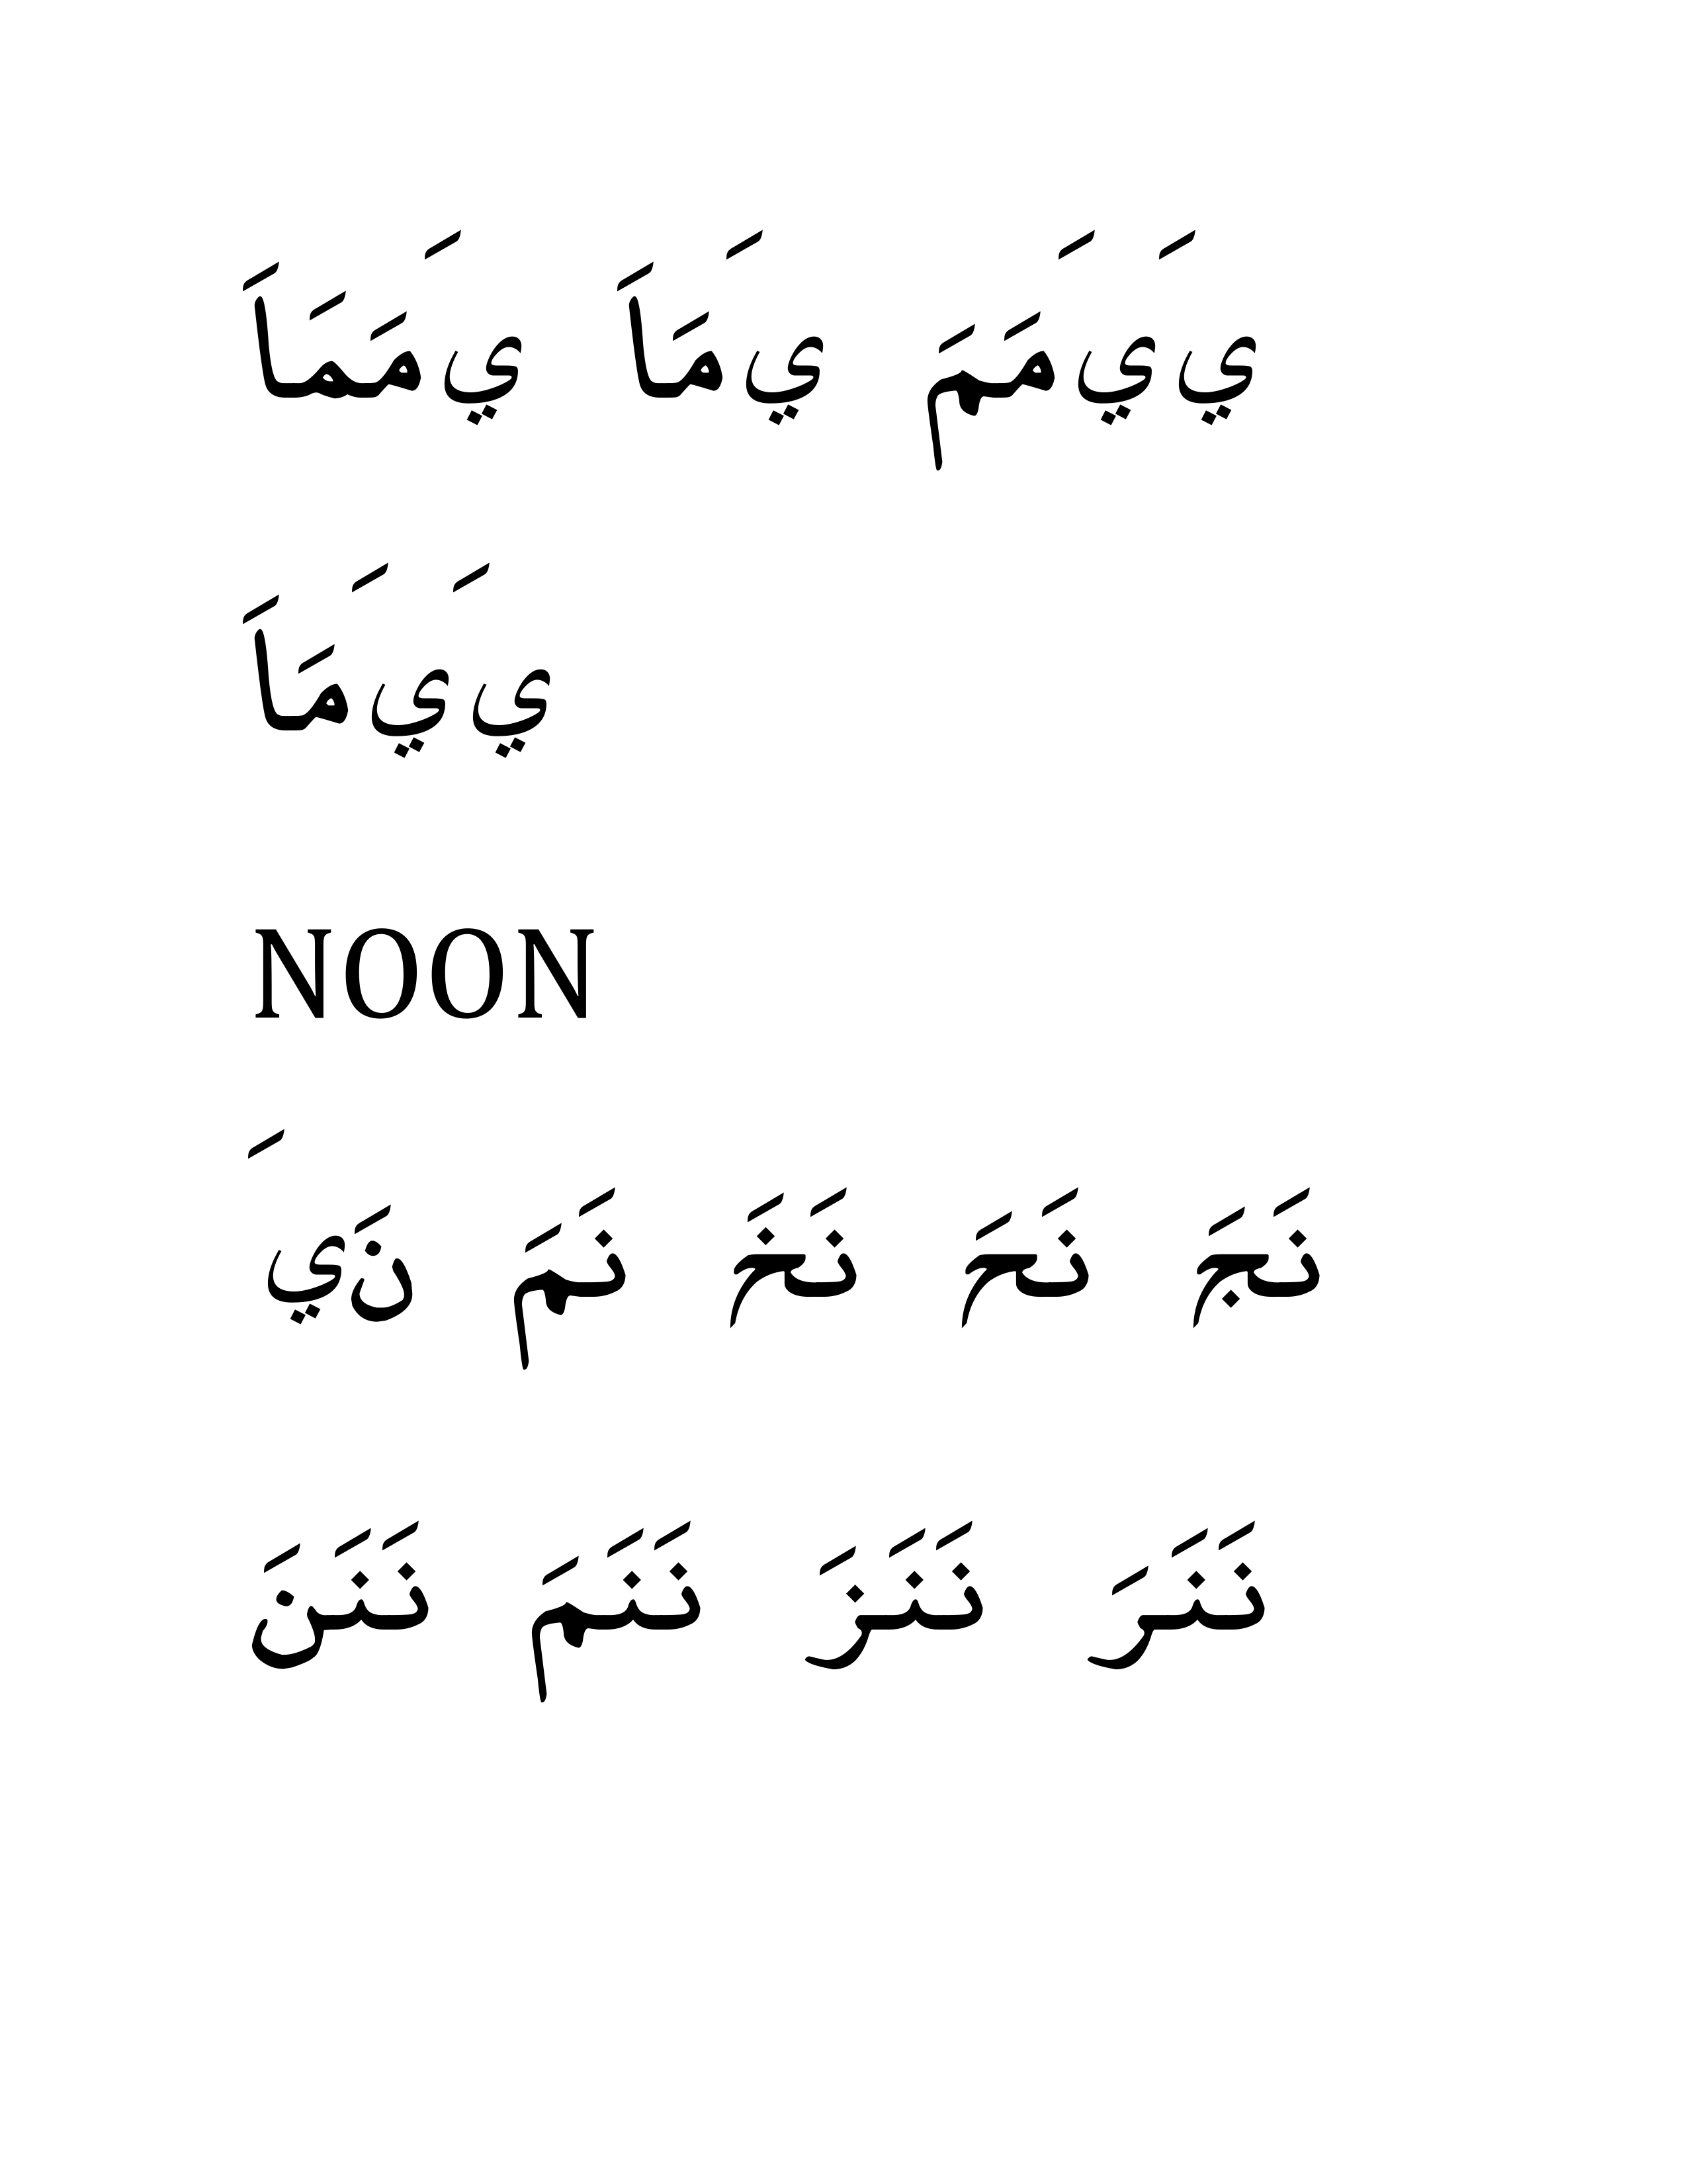 يَيَمَمَ يَمَاَ يَمَمَاَ
يَيَمَاَ
NOON
نَجَ نَحَ نَخَ نَمَ نَيَ
نَنَرَ نَنَزَ نَنَمَ نَنَنَ